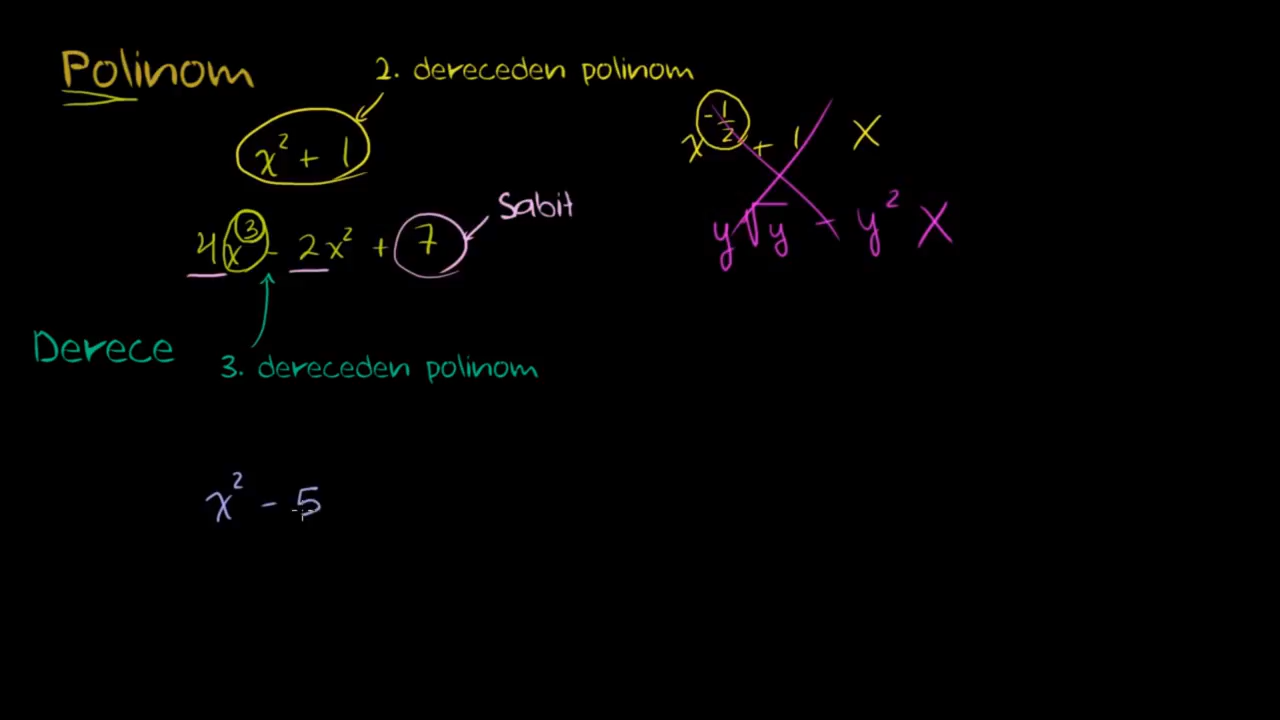 Polinom
2. dereceden polinom
x² + 1
x^(-1/2) + 1 X
Sabit
4x³ - 2x² + 7
y√y - y² X
Derece
3. dereceden polinom
x² - 5